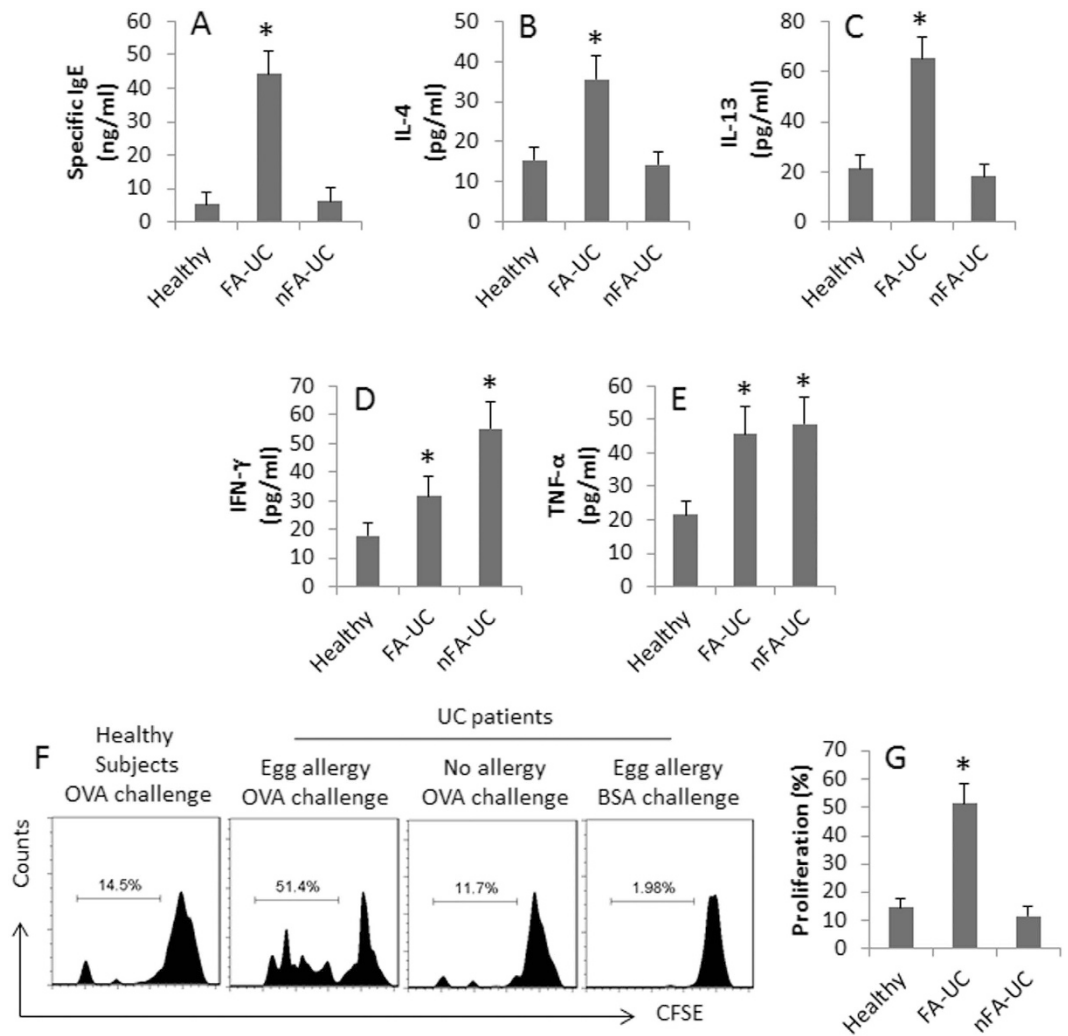 A
Specific IgE
(ng/ml)
60
50
40
30
20
10
0
*
Healthy
FA-UC
nFA-UC
B
IL-4
(pg/ml)
50
40
30
20
10
0
*
Healthy
FA-UC
nFA-UC
C
IL-13
(pg/ml)
80
60
40
20
0
*
Healthy
FA-UC
nFA-UC
D
IFN-γ
(pg/ml)
70
60
50
40
30
20
10
0
*
*
Healthy
FA-UC
nFA-UC
E
TNF-α
(pg/ml)
60
50
40
30
20
10
0
*
*
Healthy
FA-UC
nFA-UC
F
UC patients
Healthy
Subjects
OVA challenge
Egg allergy
OVA challenge
No allergy
OVA challenge
Egg allergy
BSA challenge
Counts
14.5%
51.4%
11.7%
1.98%
CFSE
G
Proliferation (%)
70
60
50
40
30
20
10
0
*
Healthy
FA-UC
nFA-UC